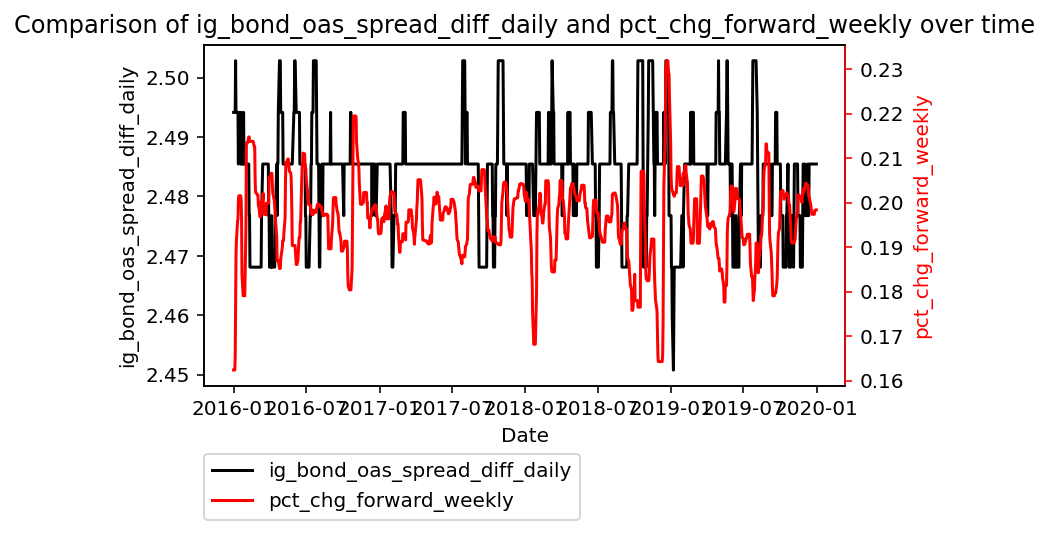 Comparison of ig_bond_oas_spread_diff_daily and pct_chg_forward_weekly over time
ig_bond_oas_spread_diff_daily
2.50
2.49
2.48
2.47
2.46
2.45
0.23
0.22
0.21
0.20
0.19
0.18
0.17
0.16
pct_chg_forward_weekly
2016-01 2016-07 2017-01 2017-07 2018-01 2018-07 2019-01 2019-07 2020-01
Date
ig_bond_oas_spread_diff_daily
pct_chg_forward_weekly